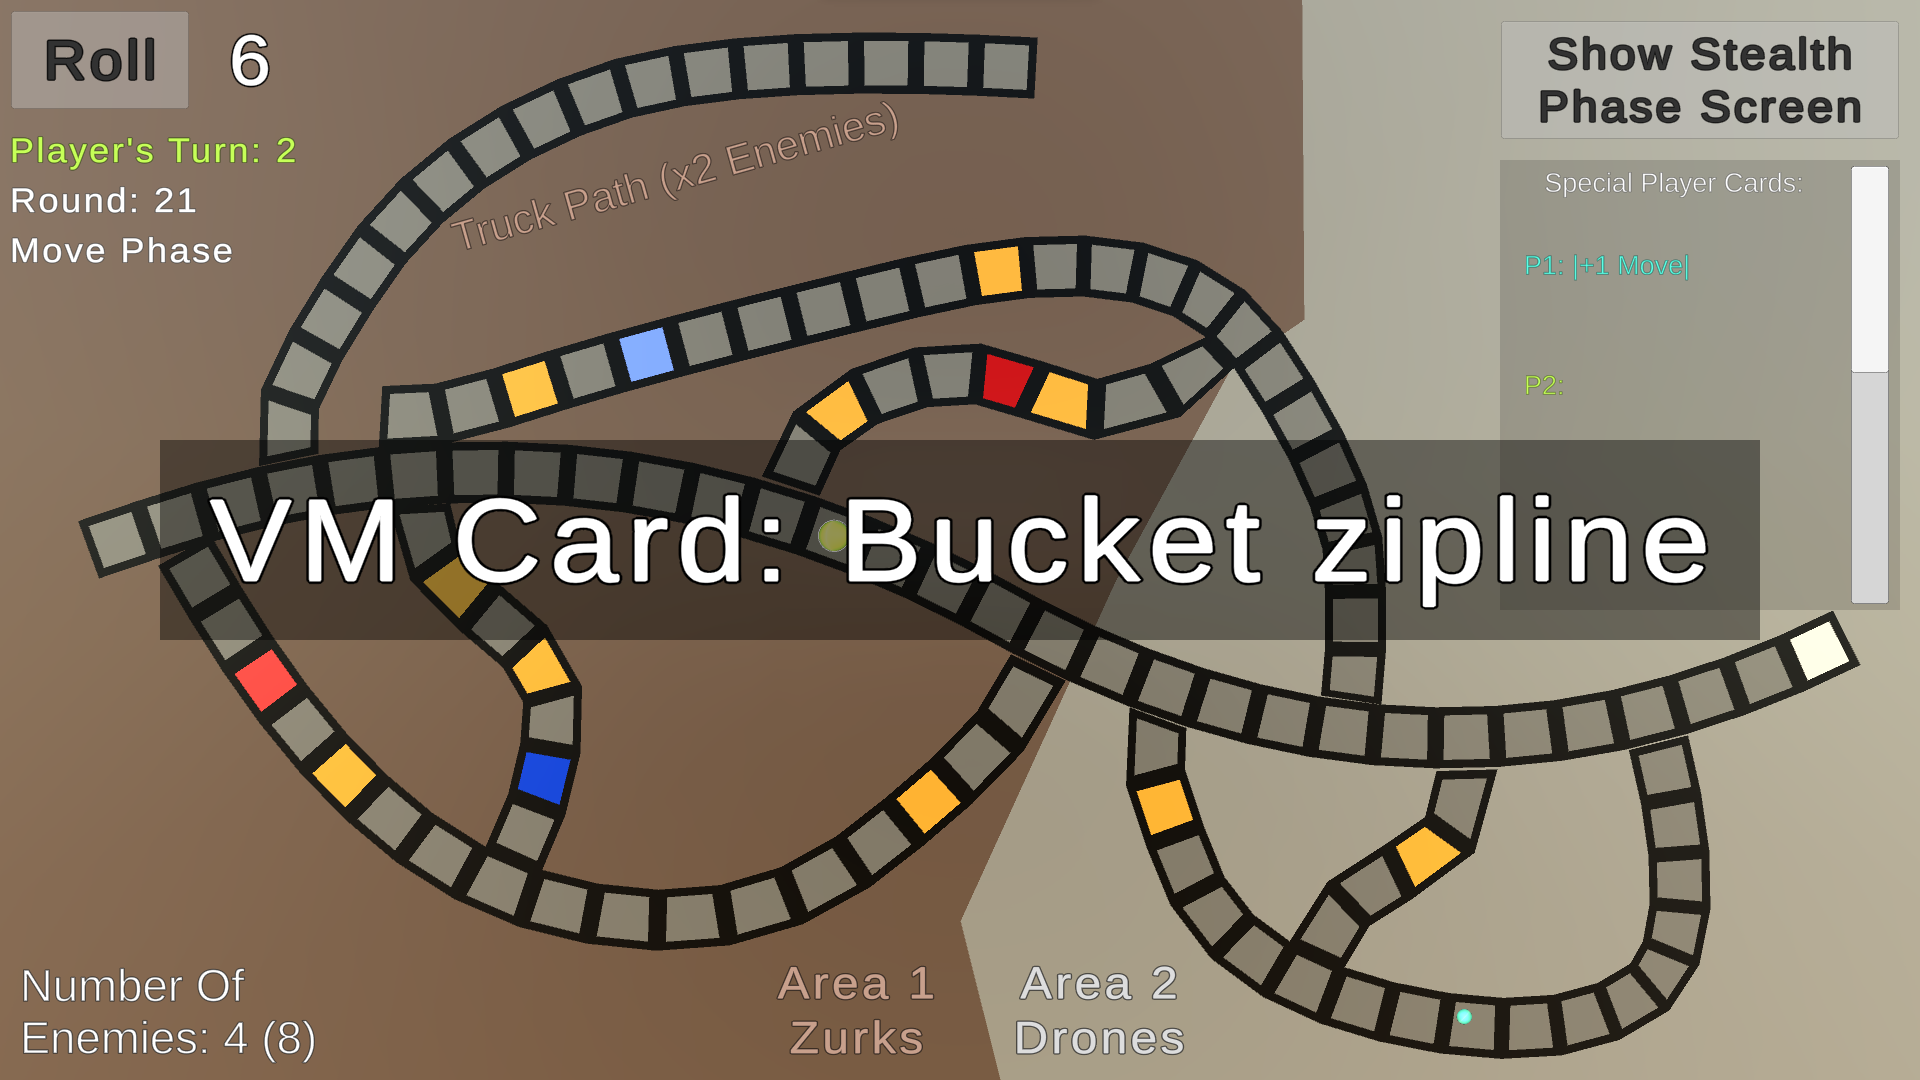 Roll 6
Player's Turn: 2
Round: 21
Move Phase
Show Stealth
Phase Screen
Truck Path (x2 Enemies)
Special Player Cards:
P1: |+1 Move|
P2:
VM Card: Bucket zipline
Number Of
Enemies: 4 (8)
Area 1
Zurks
Area 2
Drones